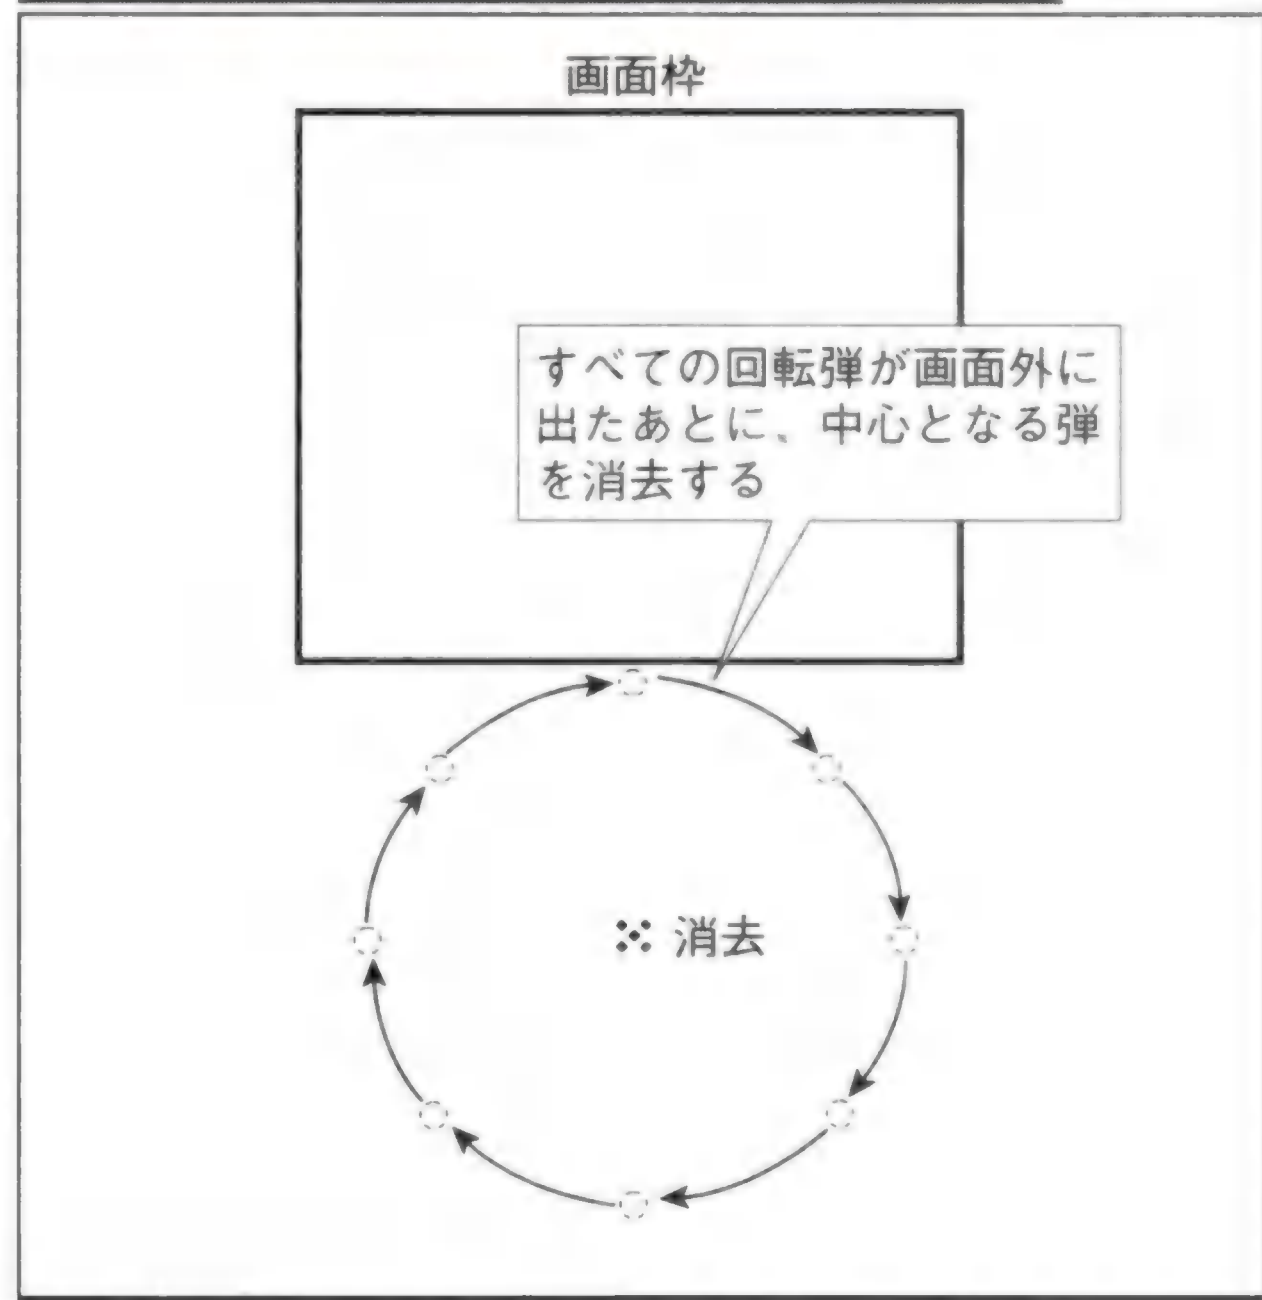 画面枠
すべての回転弾が画面外に
出たあとに、中心となる弾
を消去する
消去